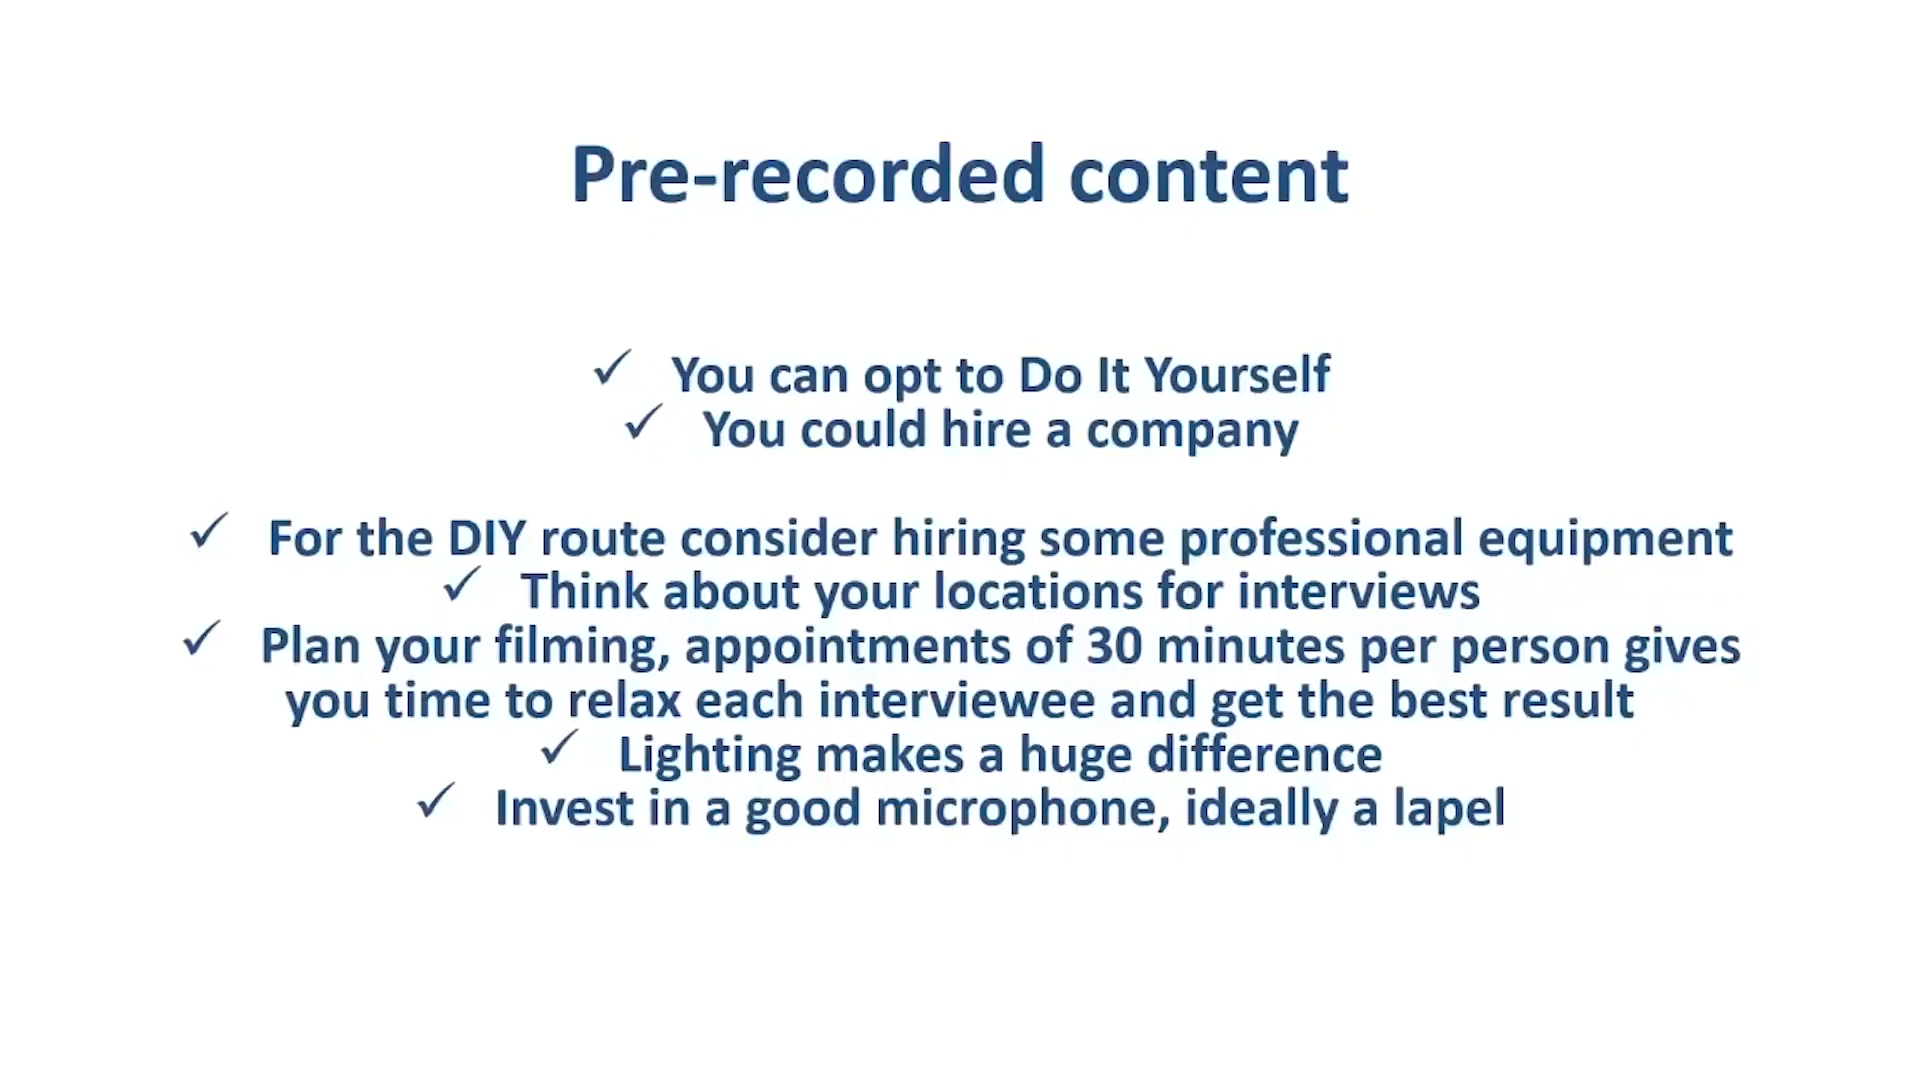 Pre-recorded content
✓ You can opt to Do It Yourself
✓ You could hire a company
✓ For the DIY route consider hiring some professional equipment
✓ Think about your locations for interviews
✓ Plan your filming, appointments of 30 minutes per person gives
you time to relax each interviewee and get the best result
✓ Lighting makes a huge difference
✓ Invest in a good microphone, ideally a lapel